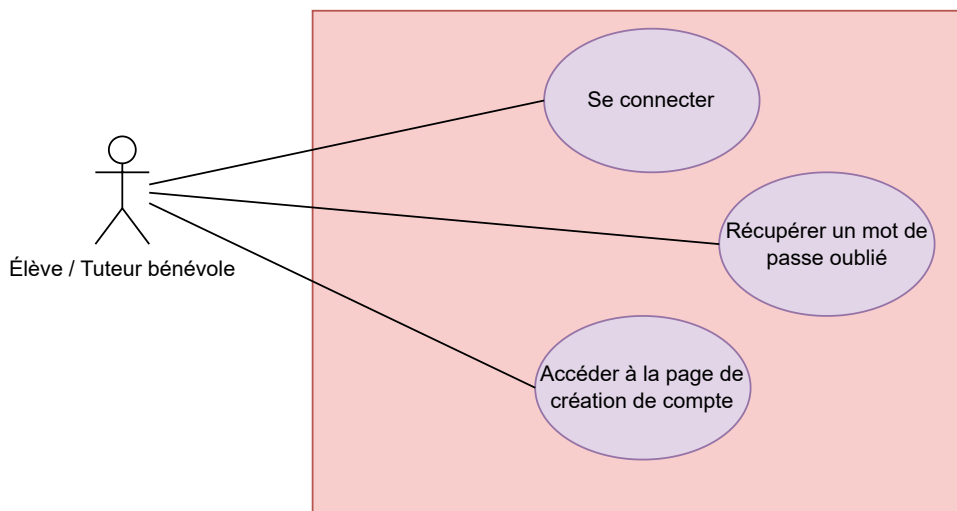 Se connecter
Élève / Tuteur bénévole
Récupérer un mot de
passe oublié
Accéder à la page de
création de compte